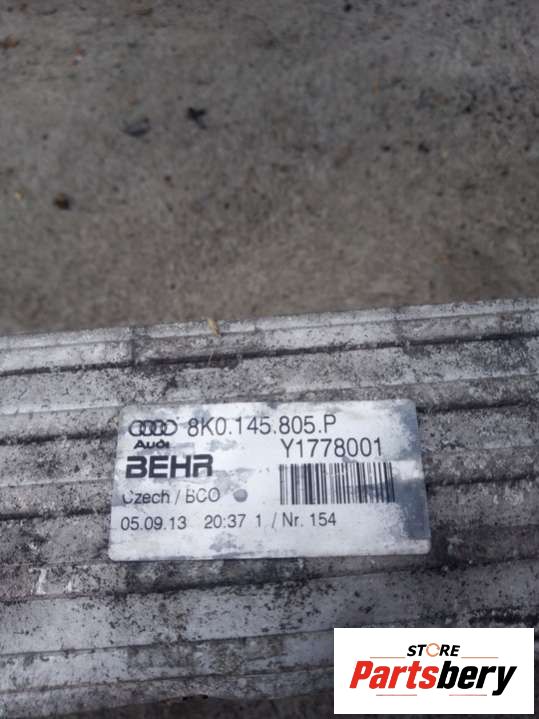 8K0.145.805.P
Audi
Y1778001
BEHR
Czech / BCO
05.09.13 20:37 1 / Nr. 154
STORE
Partsbery